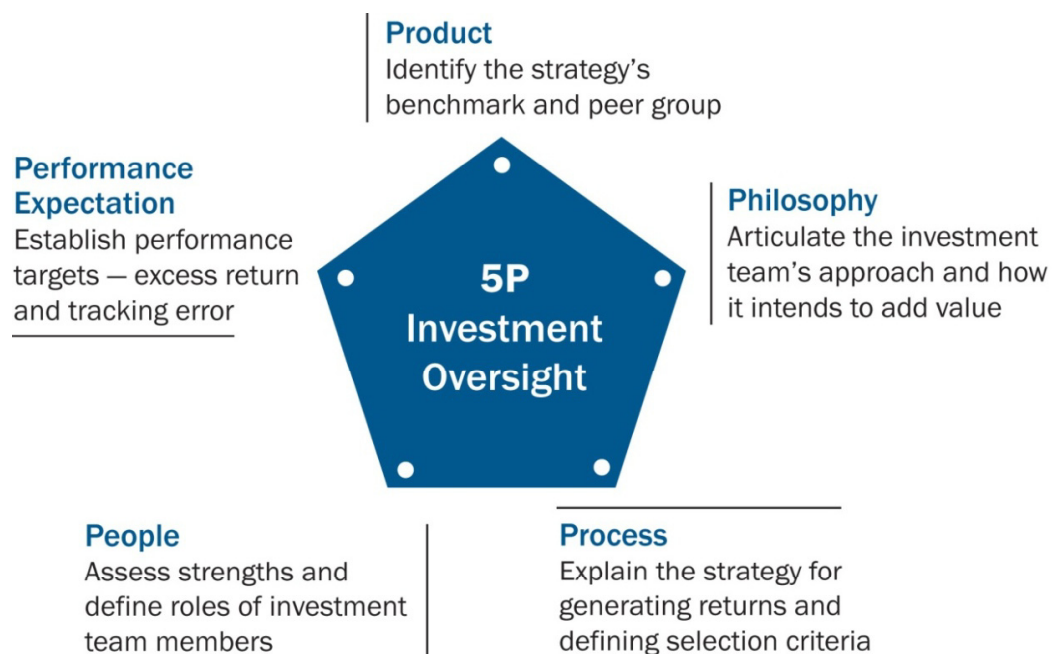 Product
Identify the strategy's
benchmark and peer group
Performance
Expectation
Establish performance
targets — excess return
and tracking error
Philosophy
Articulate the investment
team's approach and how
it intends to add value
5P
Investment
Oversight
People
Assess strengths and
define roles of investment
team members
Process
Explain the strategy for
generating returns and
defining selection criteria